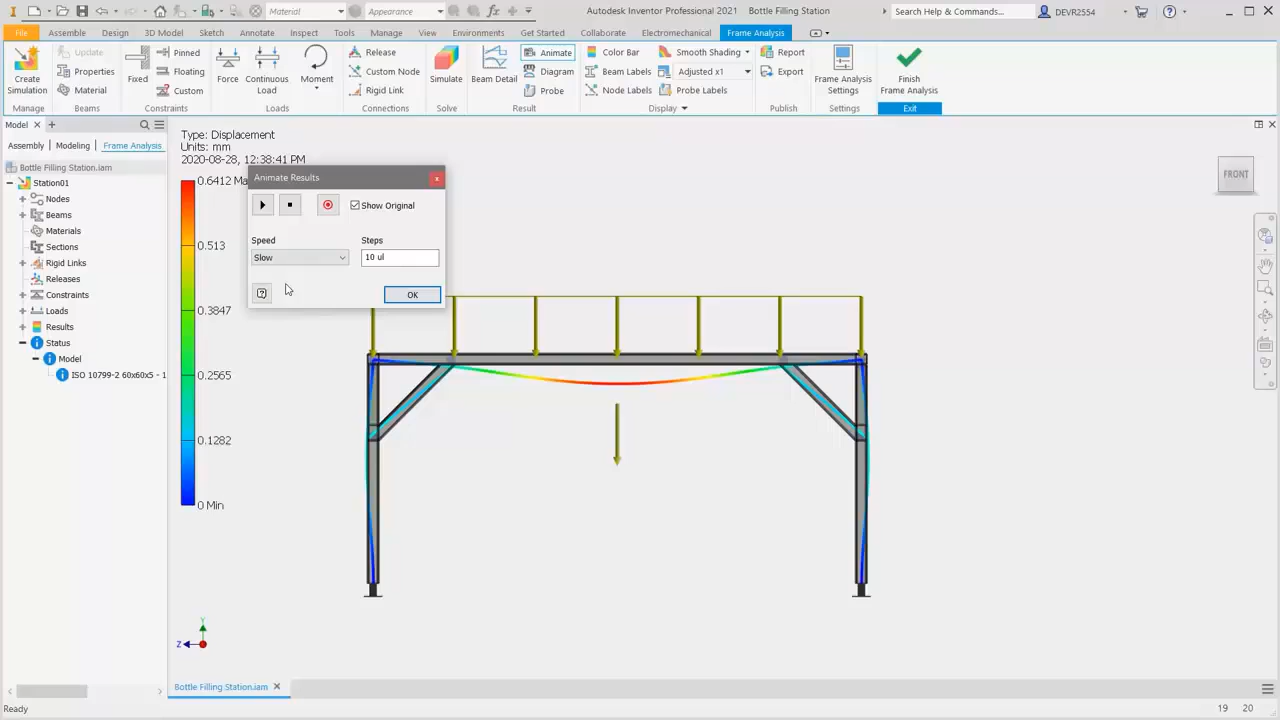 Material
Appearance
Autodesk Inventor Professional 2021
Bottle Filling Station
Search Help & Commands...
DEVR2554
File
Assembly
Design
3D Model
Sketch
Annotate
Inspect
Tools
Manage
View
Environments
Get Started
Collaborate
Electromechanical
Frame Analysis
Create
Simulation
Manage
Update
Properties
Material
Beams
Fixed
Pinned
Floating
Custom
Constraints
Force
Continuous
Load
Moment
Loads
Release
Custom Node
Rigid Link
Connections
Simulate
Solve
Beam Detail
Animate
Diagram
Probe
Result
Color Bar
Beam Labels
Node Labels
Smooth Shading
Adjusted x1
Probe Labels
Display
Report
Export
Publish
Frame Analysis
Settings
Settings
Finish
Frame Analysis
Exit
Model
Assembly
Modeling
Frame Analysis
Bottle Filling Station.iam
Station01
Nodes
Beams
Materials
Sections
Rigid Links
Releases
Constraints
Loads
Results
Status
Model
ISO 10799-2 60x60x5 - 1
Type: Displacement
Units: mm
2020-08-28, 12:38:41 PM
0.6412 Ma
0.513
0.3847
0.2565
0.1282
0 Min
Animate Results
Show Original
Speed
Steps
Slow
10 ul
OK
FRONT
Y
Z
Bottle Filling Station.iam
Ready
19 20